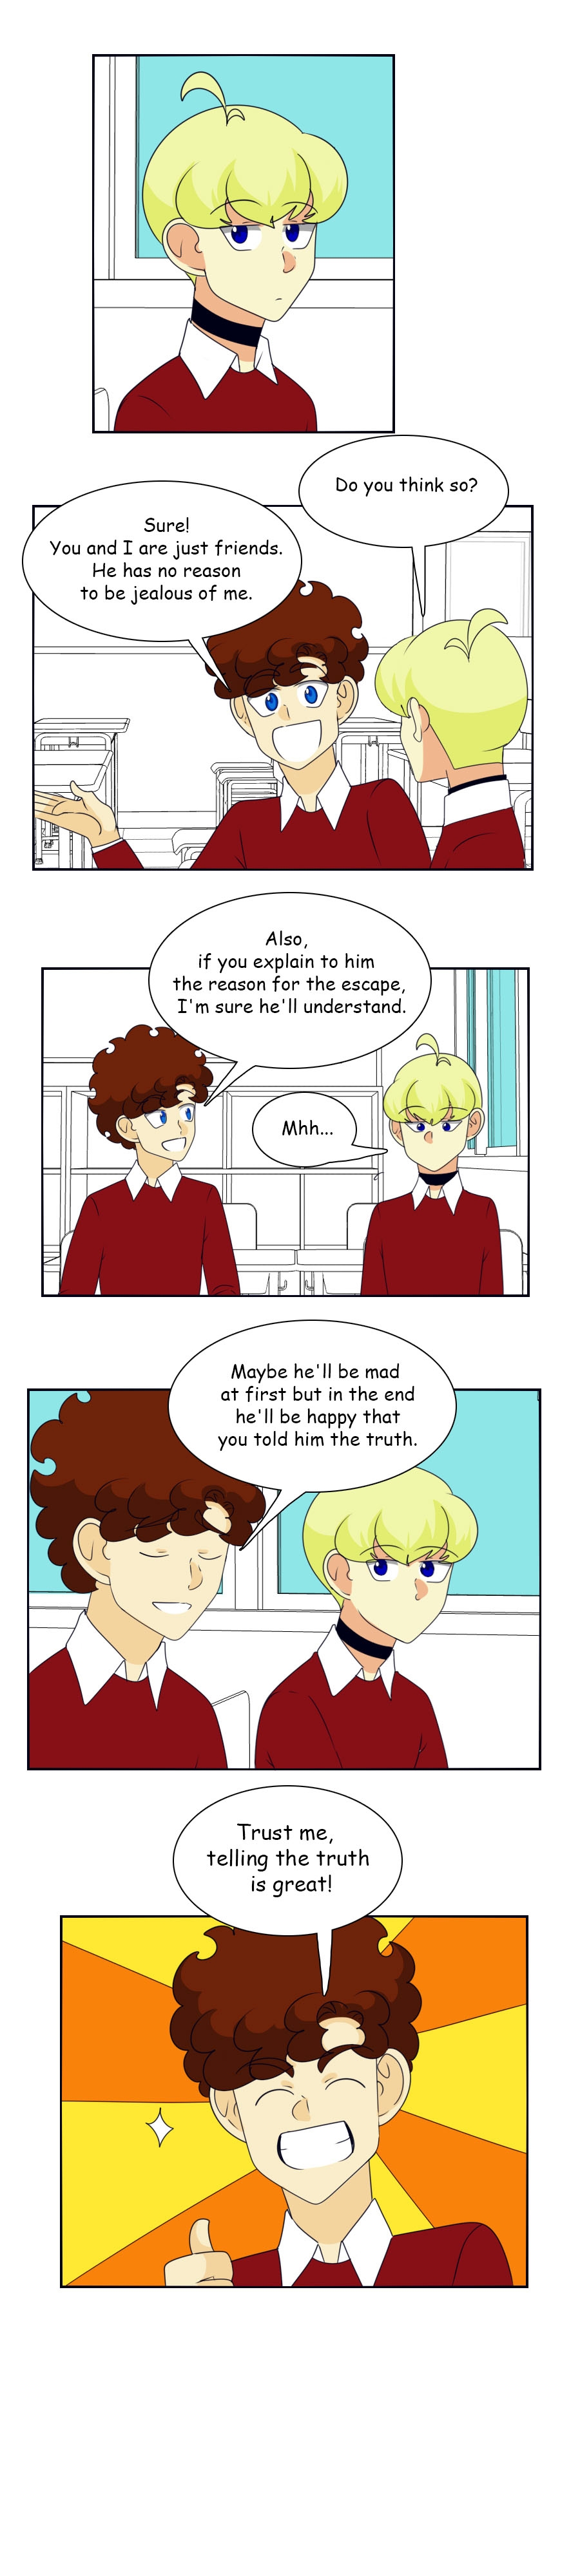 Do you think so?
Sure!
You and I are just friends.
He has no reason
to be jealous of me.
Also,
if you explain to him
the reason for the escape,
I'm sure he'll understand.
Mhh...
Maybe he'll be mad
at first but in the end
he'll be happy that
you told him the truth.
Trust me,
telling the truth
is great!